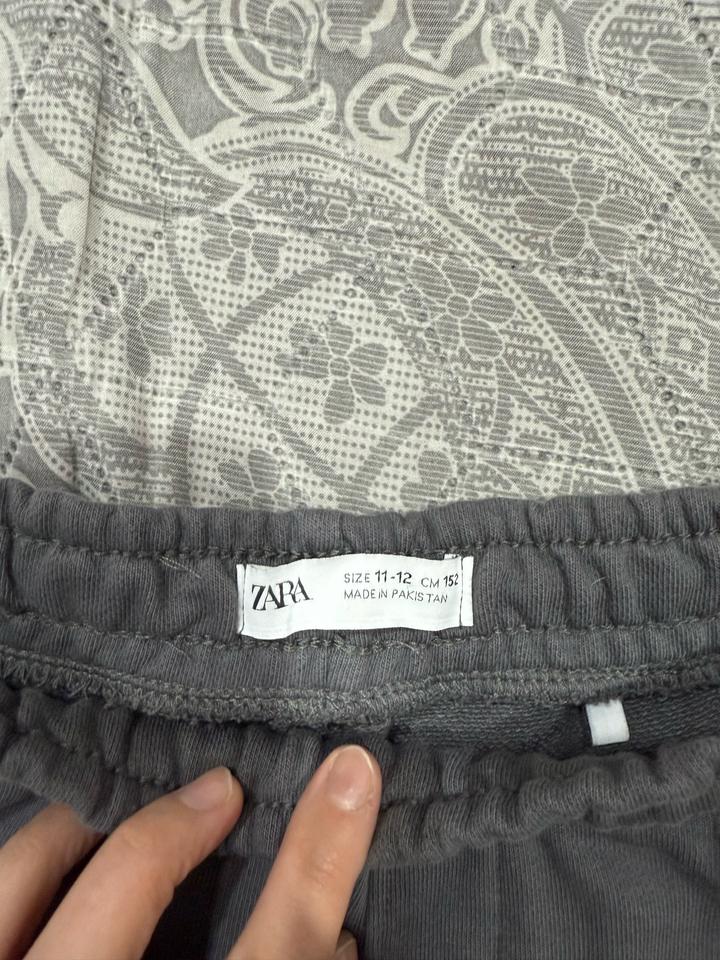 ZARA
SIZE 11-12 CM 152
MADE IN PAKISTAN